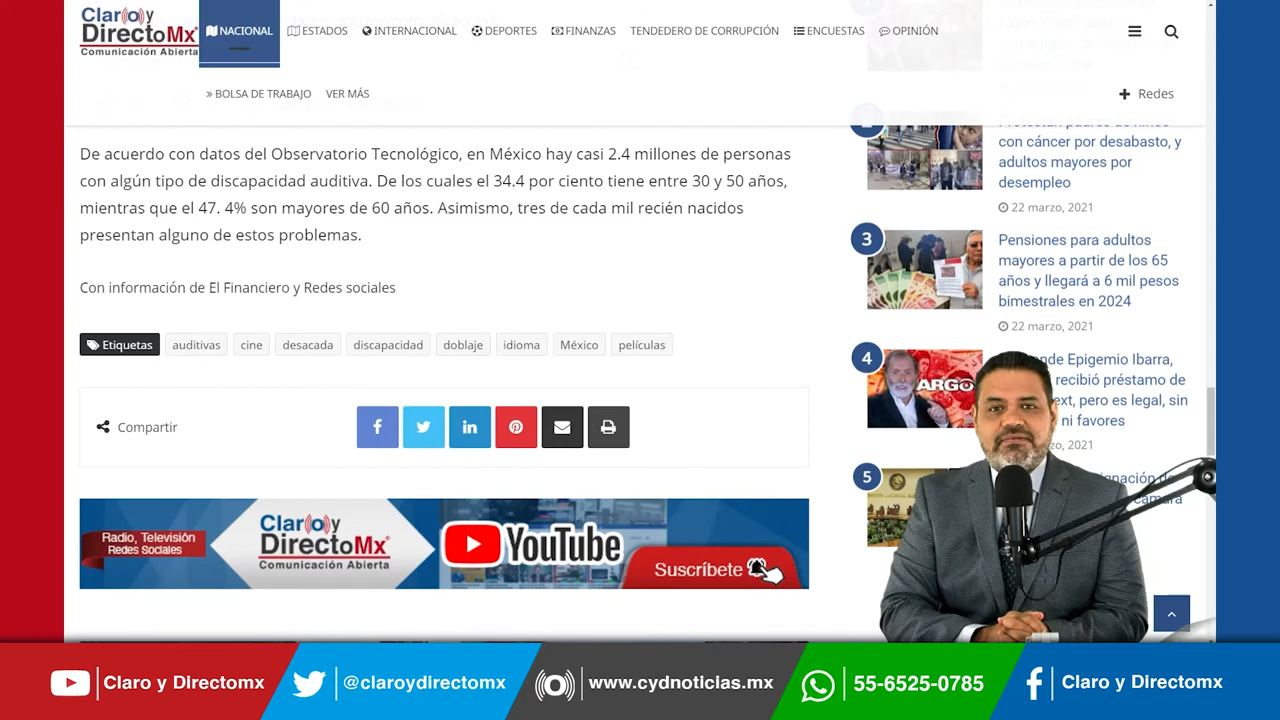 Claro y
DirectoMx
Comunicación Abierta
NACIONAL
ESTADOS
INTERNACIONAL
DEPORTES
FINANZAS
TENDEDERO DE CORRUPCIÓN
ENCUESTAS
OPINIÓN
» BOLSA DE TRABAJO
VER MÁS
+ Redes
De acuerdo con datos del Observatorio Tecnológico, en México hay casi 2.4 millones de personas
con algún tipo de discapacidad auditiva. De los cuales el 34.4 por ciento tiene entre 30 y 50 años,
mientras que el 47. 4% son mayores de 60 años. Asimismo, tres de cada mil recién nacidos
presentan alguno de estos problemas.
Con información de El Financiero y Redes sociales
Etiquetas
auditivas
cine
desacada
discapacidad
doblaje
idioma
México
películas
Compartir
Radio, Televisión
Redes Sociales
Claro y
DirectoMx
Comunicación Abierta
YouTube
Suscríbete
Protestan padres de niños
con cáncer por desabasto, y
adultos mayores por
desempleo
22 marzo, 2021
3
Pensiones para adultos
mayores a partir de los 65
años y llegará a 6 mil pesos
bimestrales en 2024
22 marzo, 2021
4
ARGO
Epigemio Ibarra,
recibió préstamo de
pero es legal, sin
ni favores
2021
5
Claro y Directomx
@claroydirectomx
www.cydnoticias.mx
55-6525-0785
Claro y Directomx